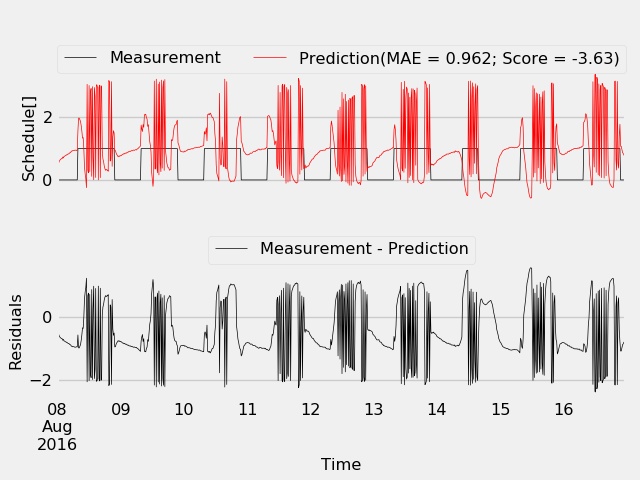 Measurement
Prediction(MAE = 0.962; Score = -3.63)
Schedule[]
2
0
Measurement - Prediction
Residuals
0
−2
08 09 10 11 12 13 14 15 16
Aug
2016
Time